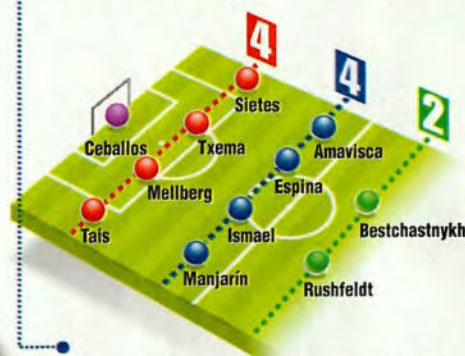 4
4
2
Sietes
Ceballos
Txema
Amavisca
Mellberg
Espina
Bestchastnykh
Tais
Ismael
Manjarín
Rushfeldt